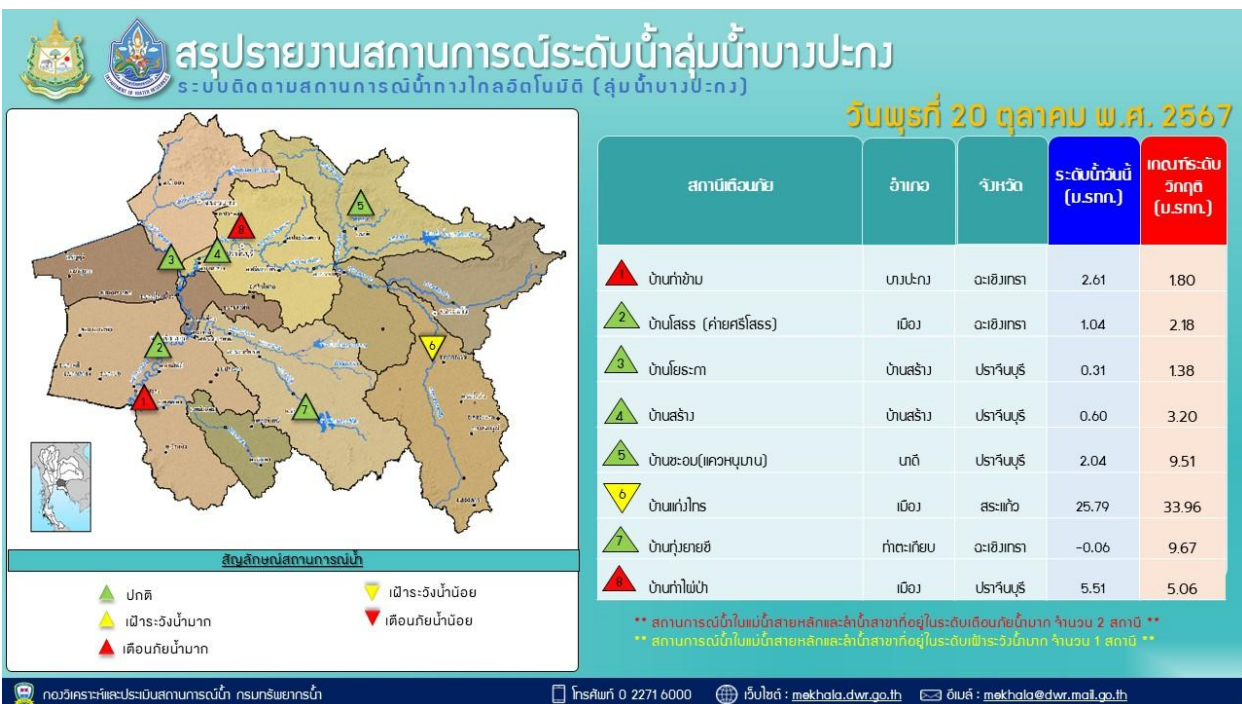 สรุปรายงานสถานการณ์ระดับน้ำลุ่มน้ำบางปะกง
ระบบติดตามสถานการณ์น้ำทางไกลอัตโนมัติ (ลุ่มน้ำบางปะกง)
วันพุธที่ 20 ตุลาคม พ.ศ. 2567
สถานีเตือนภัย อำเภอ จังหวัด ระดับน้ำวันนี้ (ม.รทก.) เกณฑ์ระดับวิกฤติ (ม.รทก.)
1 บ้านท่าข้าม บางปะกง ฉะเชิงเทรา 2.61 1.80
2 บ้านโสธร (ค่ายศรีโสธร) เมือง ฉะเชิงเทรา 1.04 2.18
3 บ้านโยธะกา บ้านสร้าง ปราจีนบุรี 0.31 1.38
4 บ้านสร้าง บ้านสร้าง ปราจีนบุรี 0.60 3.20
5 บ้านชะอม(แควหนุมาน) นาดี ปราจีนบุรี 2.04 9.51
6 บ้านแก่งไทร เมือง สระแก้ว 25.79 33.96
7 บ้านทุ่งยายชี ท่าตะเกียบ ฉะเชิงเทรา -0.06 9.67
8 บ้านท่าไผ่ป่า เมือง ปราจีนบุรี 5.51 5.06
** สถานการณ์น้ำในแม่น้ำสายหลักและลำน้ำสาขาที่อยู่ในระดับเตือนภัยน้ำมาก จำนวน 2 สถานี **
** สถานการณ์น้ำในแม่น้ำสายหลักและลำน้ำสาขาที่อยู่ในระดับเฝ้าระวังน้ำมาก จำนวน 1 สถานี **
5
8
4
3
6
2
1
7
สัญลักษณ์สถานการณ์น้ำ
ปกติ
เฝ้าระวังน้ำน้อย
เฝ้าระวังน้ำมาก
เตือนภัยน้ำน้อย
เตือนภัยน้ำมาก
กองวิเคราะห์และประเมินสถานการณ์น้ำ กรมทรัพยากรน้ำ โทรศัพท์ 0 2271 6000 เว็บไซต์ : mekhala.dwr.go.th อีเมล์ : mekhala@dwr.mail.go.th